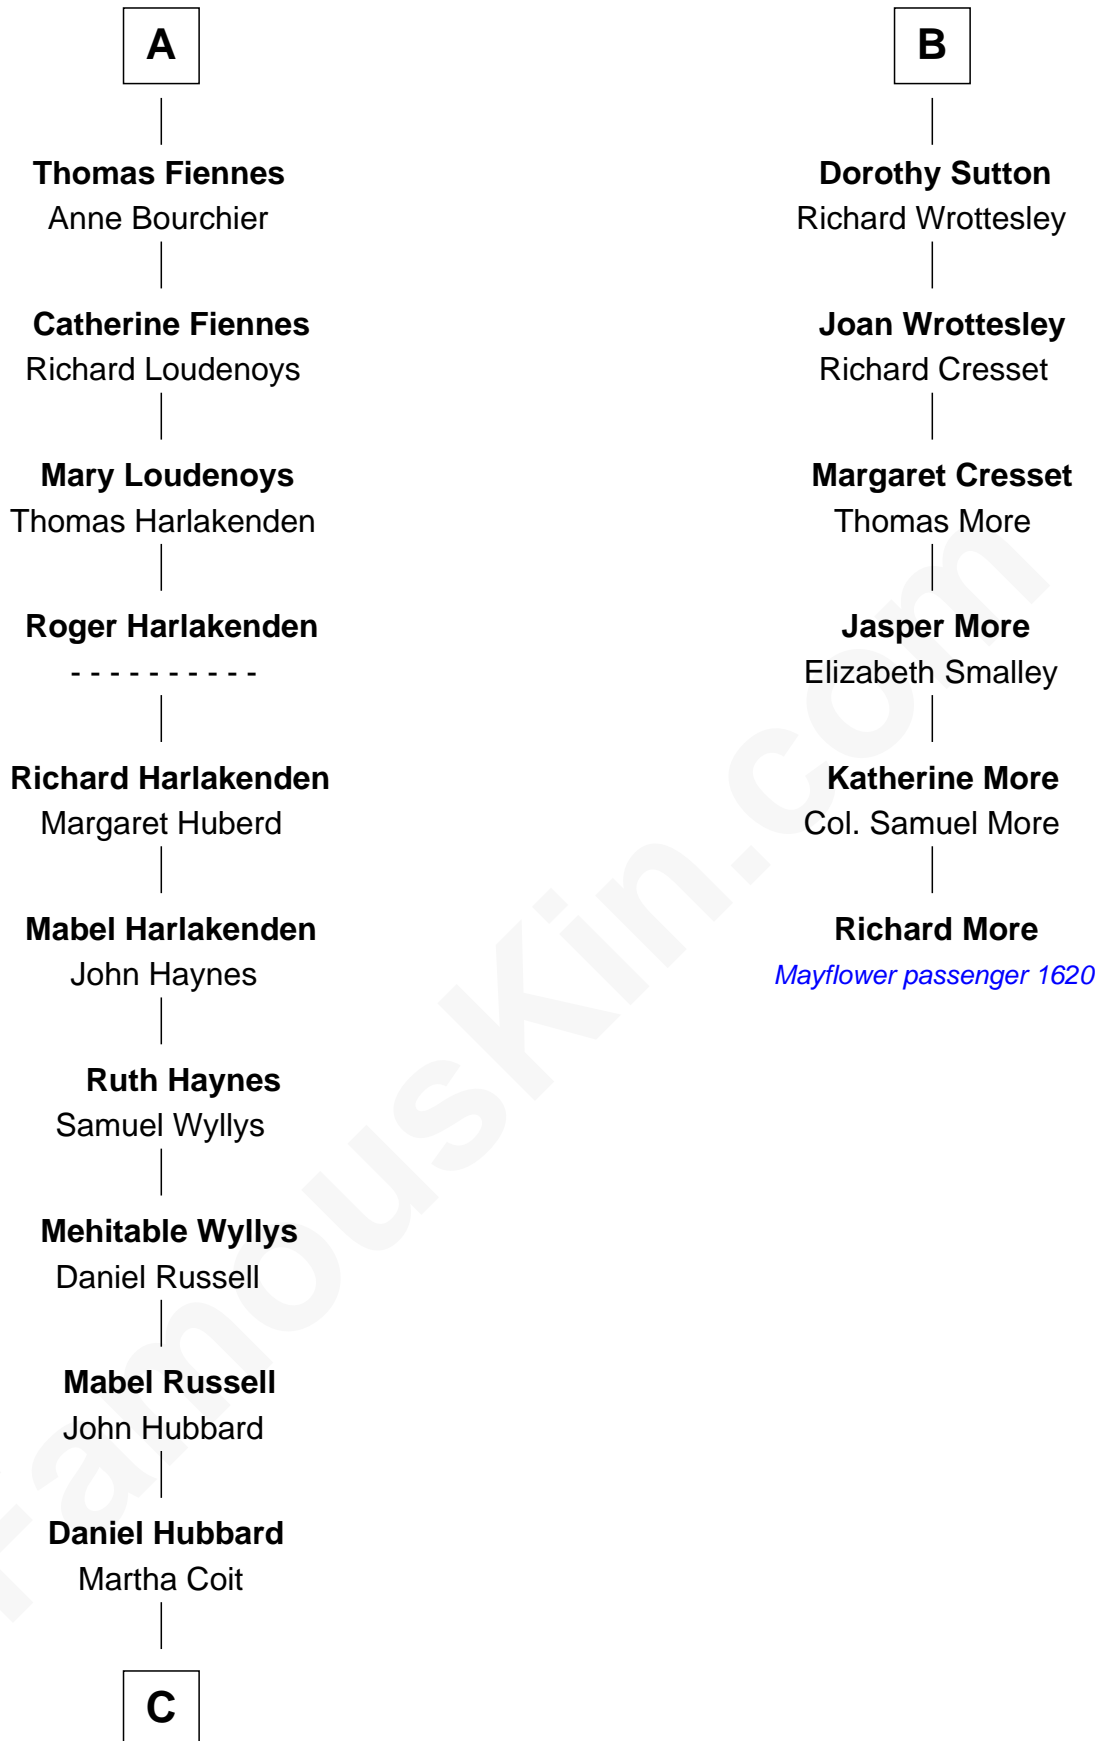 A
Thomas Fiennes
Anne Bourchier
Catherine Fiennes
Richard Loudenoys
Mary Loudenoys
Thomas Harlakenden
Roger Harlakenden
- - - - - - - - - -
Richard Harlakenden
Margaret Huberd
Mabel Harlakenden
John Haynes
Ruth Haynes
Samuel Wyllys
Mehitable Wyllys
Daniel Russell
Mabel Russell
John Hubbard
Daniel Hubbard
Martha Coit
C
B
Dorothy Sutton
Richard Wrottesley
Joan Wrottesley
Richard Cresset
Margaret Cresset
Thomas More
Jasper More
Elizabeth Smalley
Katherine More
Col. Samuel More
Richard More
Mayflower passenger 1620
FamousKin.com